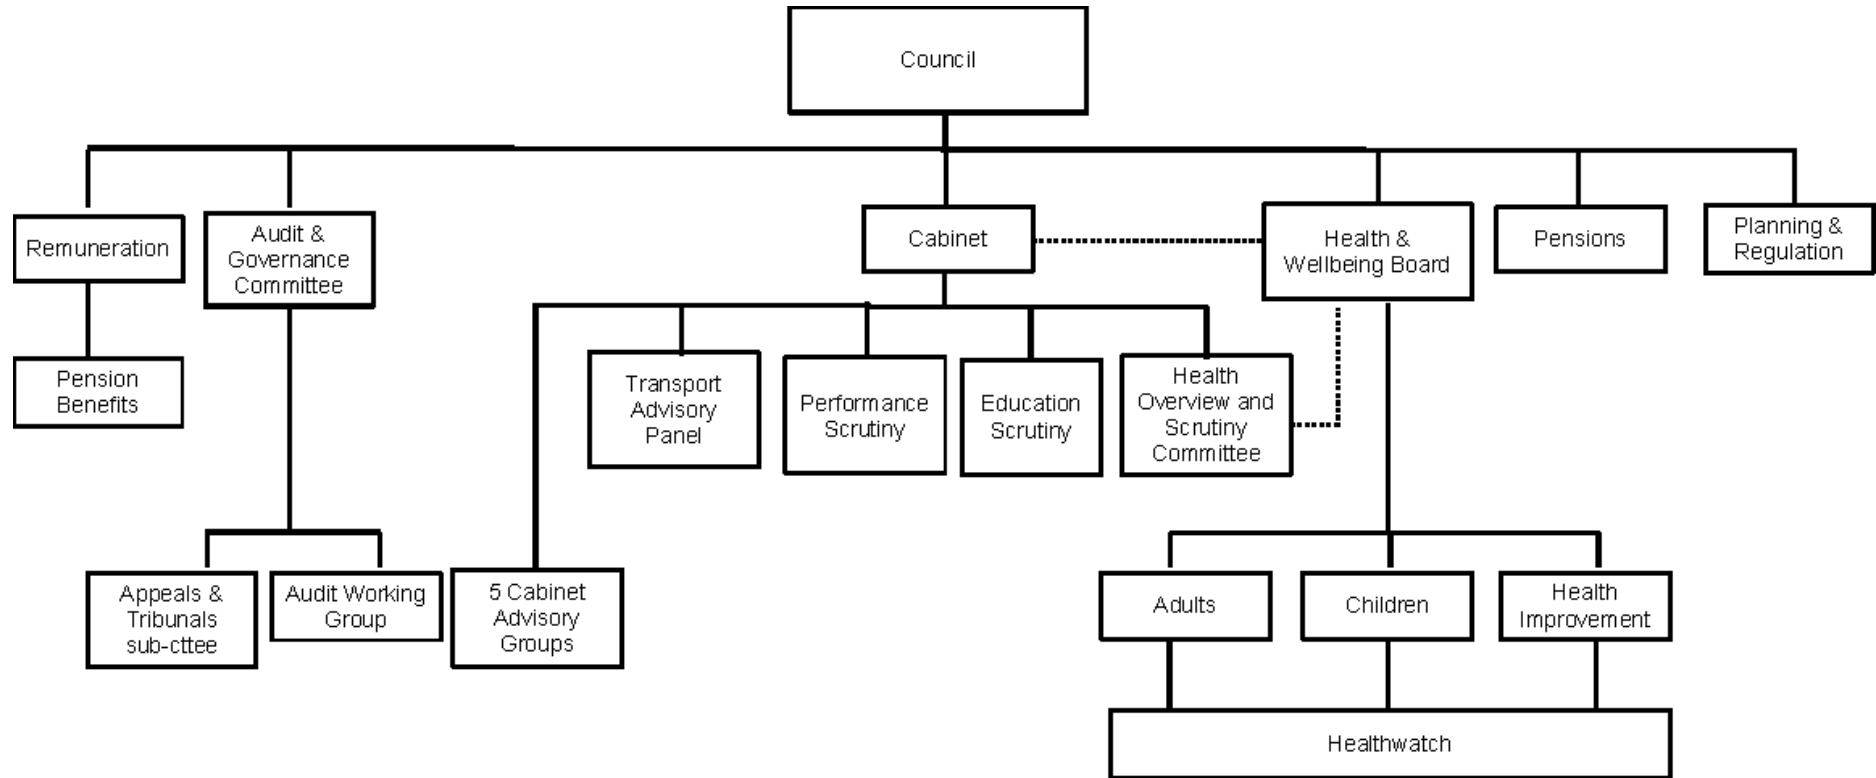 Council
Remuneration
Audit &
Governance
Committee
Cabinet
Health &
Wellbeing Board
Pensions
Planning &
Regulation
Pension
Benefits
Transport
Advisory
Panel
Performance
Scrutiny
Education
Scrutiny
Health
Overview and
Scrutiny
Committee
Appeals &
Tribunals
sub-cttee
Audit Working
Group
5 Cabinet
Advisory
Groups
Adults
Children
Health
Improvement
Healthwatch